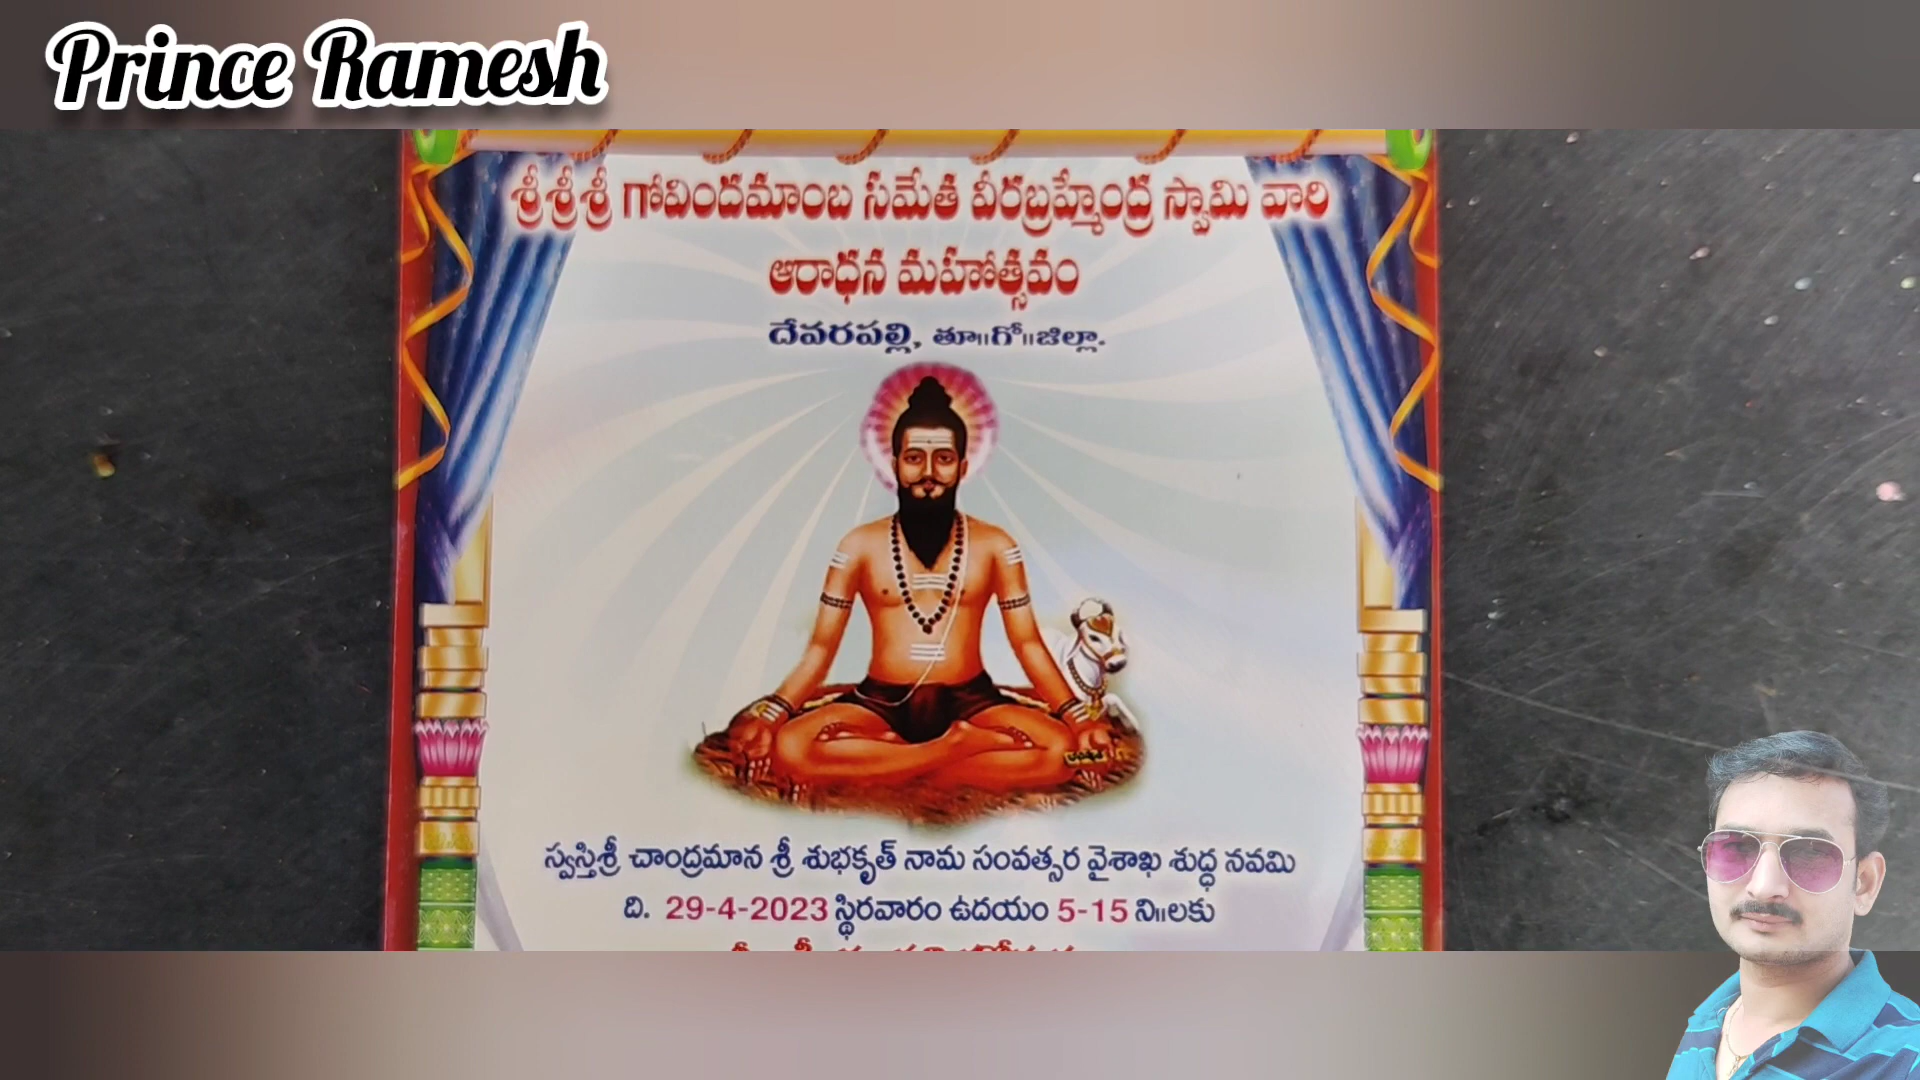 Prince Ramesh
శ్రీశ్రీశ్రీ గోవిందమాంబ సమేత వీరబ్రహ్మేంద్ర స్వామి వారి
ఆరాధన మహోత్సవం
దేవరపల్లి, తూ॥గో॥జిల్లా.
స్వస్తిశ్రీ చాంద్రమాన శ్రీ శుభకృత్ నామ సంవత్సర వైశాఖ శుద్ధ నవమి
ది. 29-4-2023 స్థిరవారం ఉదయం 5-15 ని॥లకు